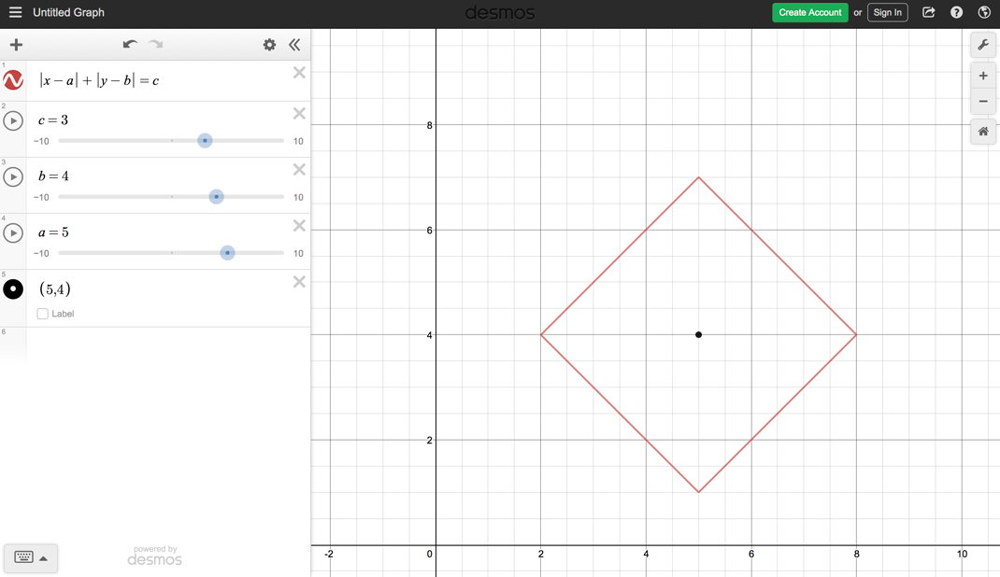 Untitled Graph
desmos
Create Account or Sign In
1
|x − a| + |y − b| = c
2
c = 3
-10 10
3
b = 4
-10 10
4
a = 5
-10 10
5
(5,4)
Label
6
powered by
desmos
8
6
4
2
-2 0 2 4 6 8 10